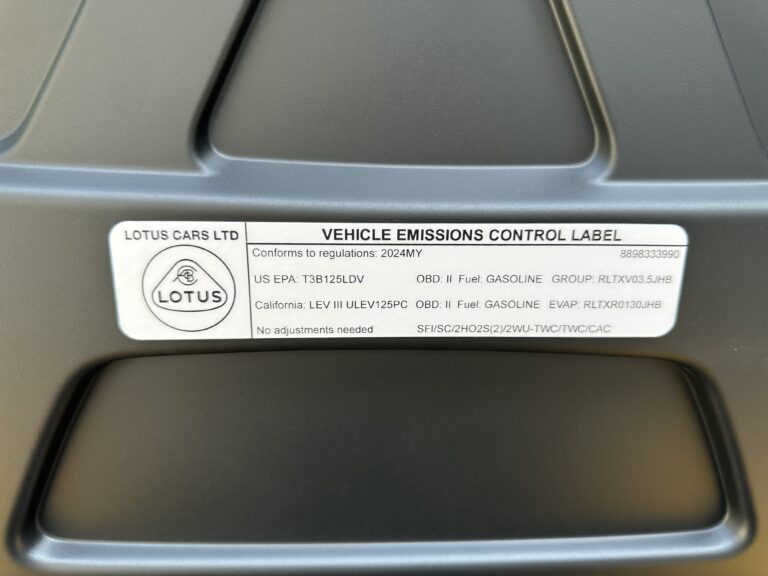 LOTUS CARS LTD
LOTUS
VEHICLE EMISSIONS CONTROL LABEL
Conforms to regulations: 2024MY 8898333990
US EPA: T3B125LDV OBD: II Fuel: GASOLINE GROUP: RLTXV03.5JHB
California: LEV III ULEV125PC OBD: II Fuel: GASOLINE EVAP: RLTXR0130JHB
No adjustments needed SFI/SC/2HO2S(2)/2WU-TWC/TWC/CAC